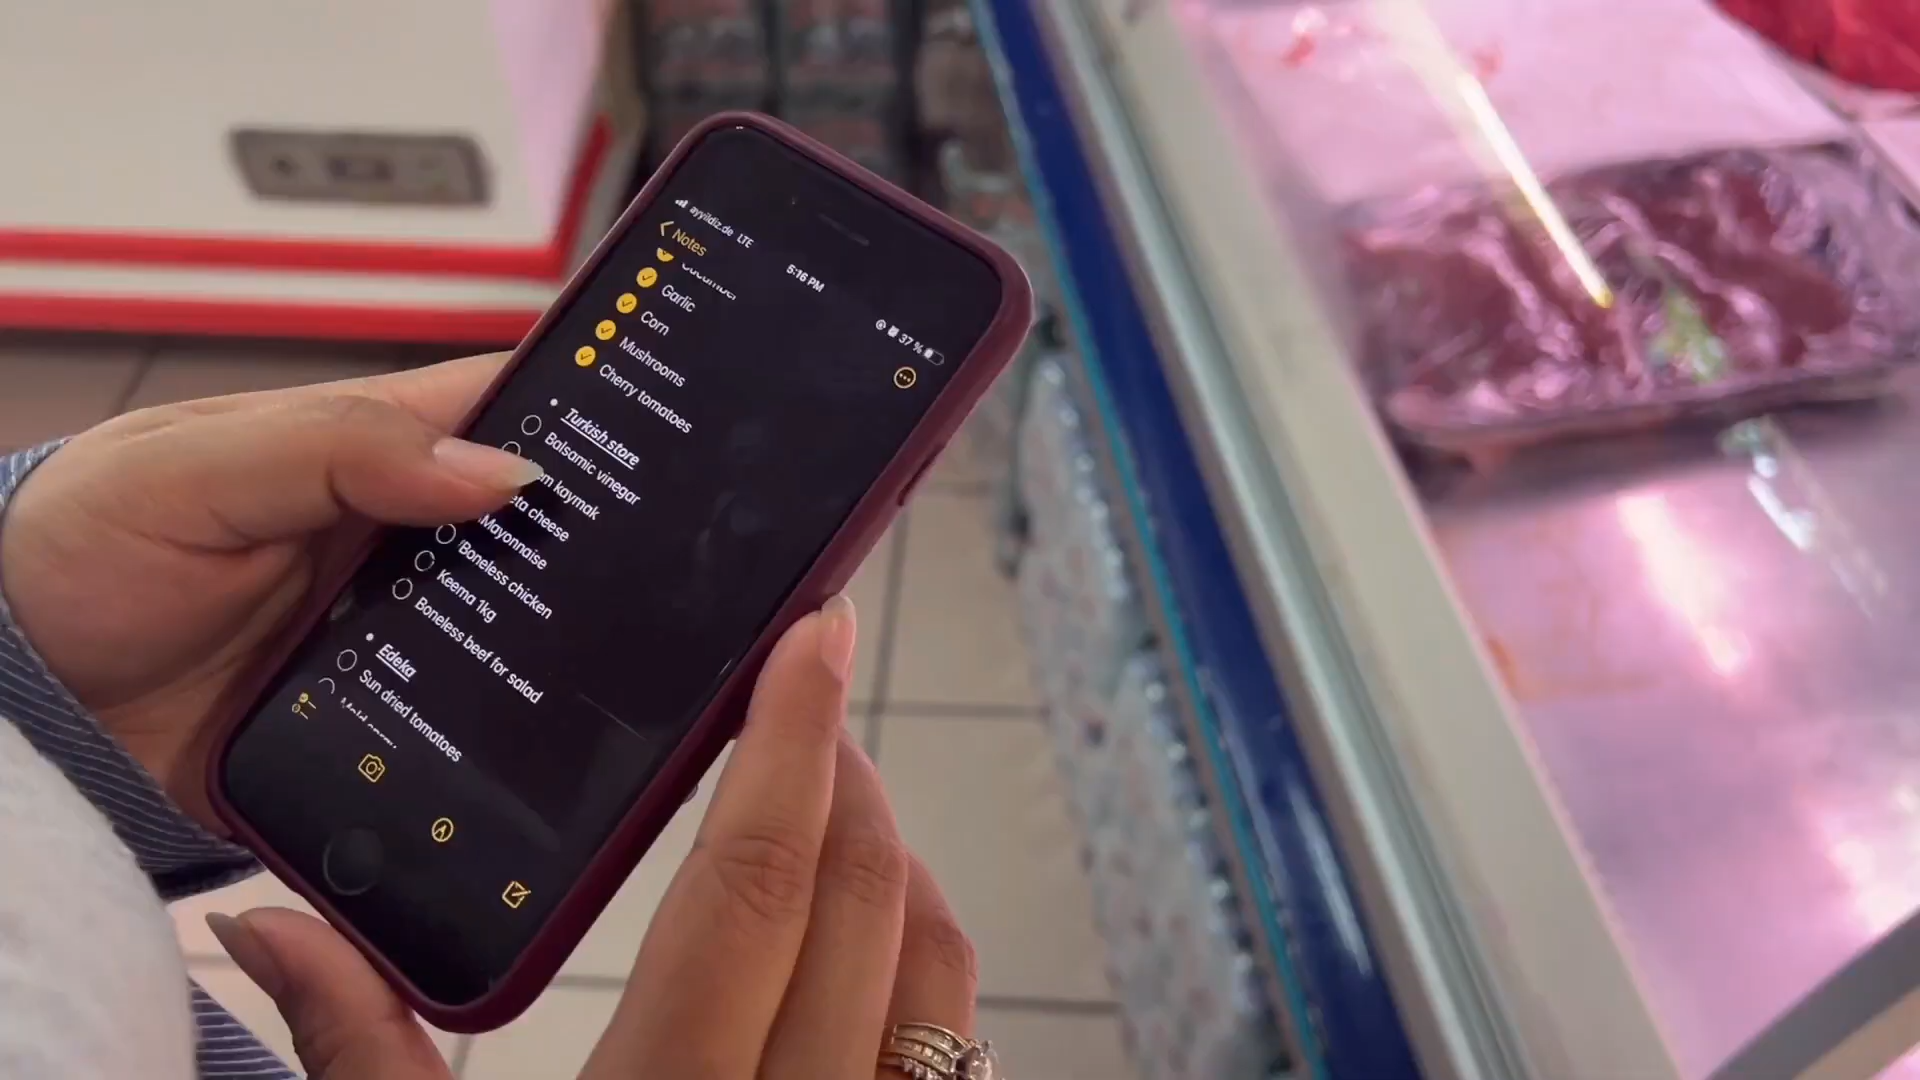 ayyildiz.de LTE
5:16 PM
37 %
Notes
Cucumber
Garlic
Corn
Mushrooms
Cherry tomatoes
Turkish store
Balsamic vinegar
kaymak
cheese
Mayonnaise
Boneless chicken
Keema 1kg
Boneless beef for salad
Edeka
Sun dried tomatoes